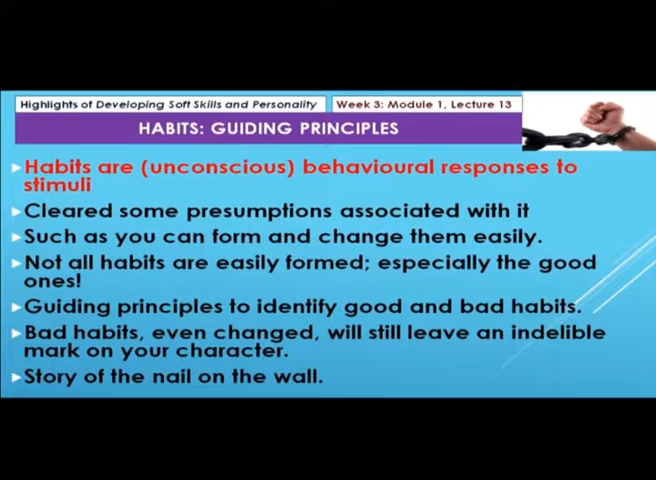 Highlights of Developing Soft Skills and Personality
Week 3: Module 1, Lecture 13
HABITS: GUIDING PRINCIPLES
Habits are (unconscious) behavioural responses to
stimuli
Cleared some presumptions associated with it
Such as you can form and change them easily.
Not all habits are easily formed; especially the good
ones!
Guiding principles to identify good and bad habits.
Bad habits, even changed, will still leave an indelible
mark on your character.
Story of the nail on the wall.